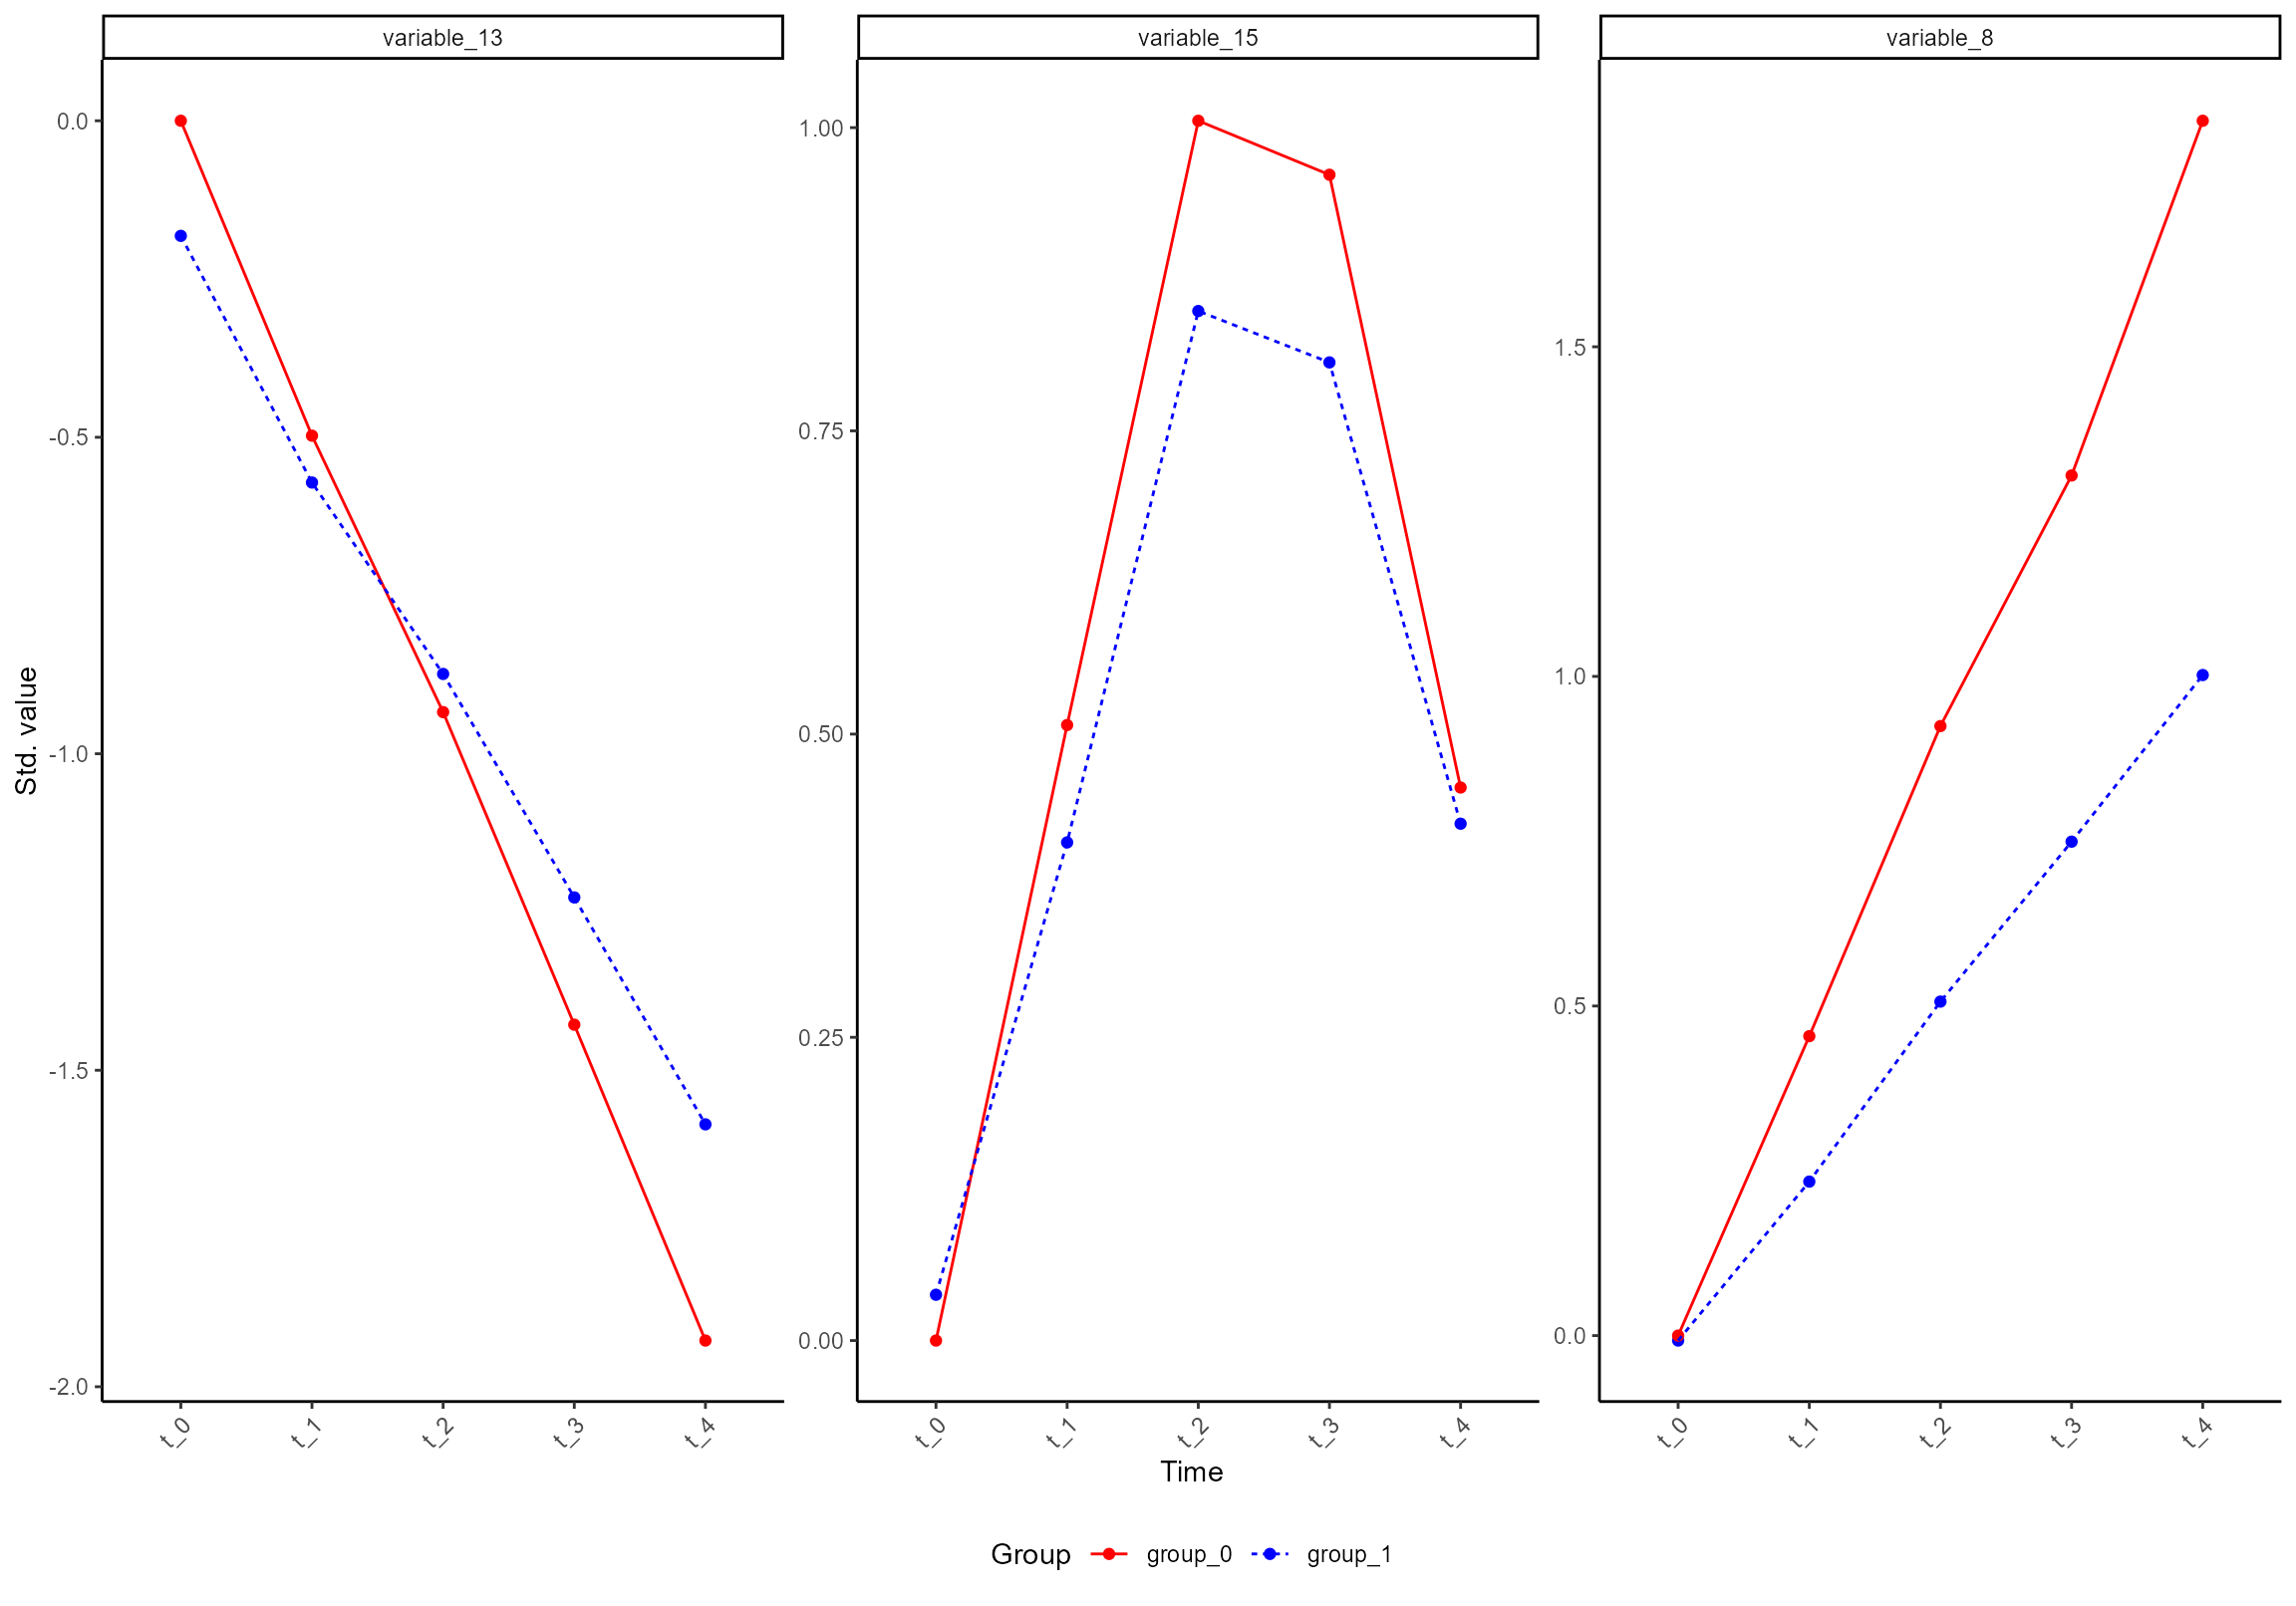 variable_13 variable_15 variable_8
0.0
-0.5
-1.0
-1.5
-2.0
1.00
0.75
0.50
0.25
0.00
1.5
1.0
0.5
0.0
Std. value
t_0 t_1 t_2 t_3 t_4
t_0 t_1 t_2 t_3 t_4
t_0 t_1 t_2 t_3 t_4
Time
Group group_0 group_1